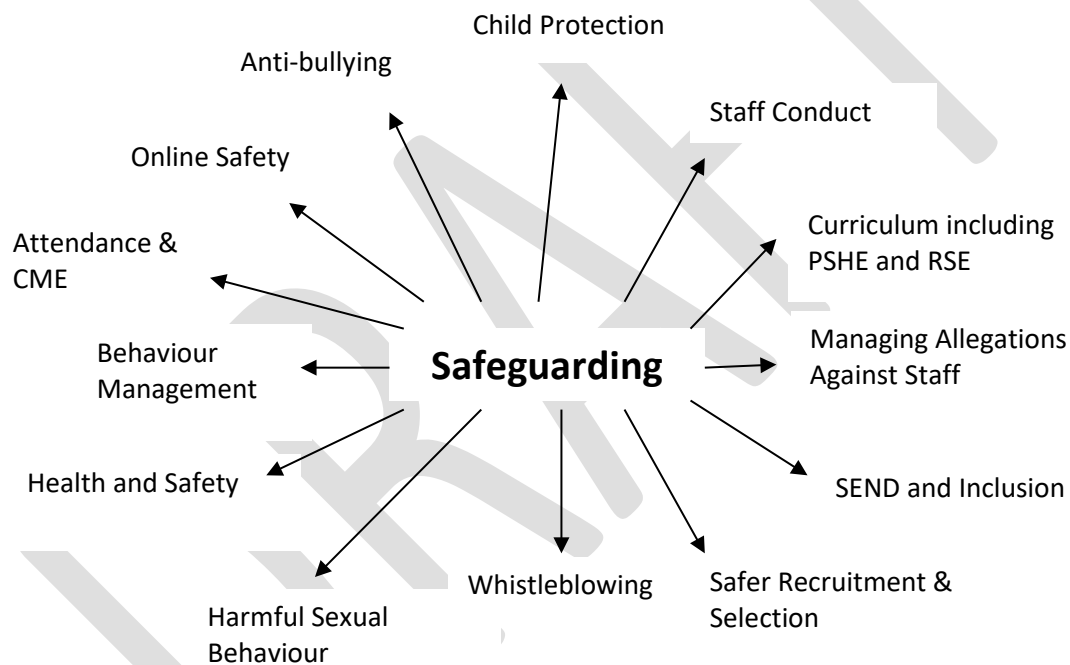 Child Protection
Anti-bullying
Staff Conduct
Online Safety
Curriculum including
PSHE and RSE
Attendance &
CME
Managing Allegations
Against Staff
Behaviour
Management
Safeguarding
Health and Safety
SEND and Inclusion
Whistleblowing
Safer Recruitment &
Selection
Harmful Sexual
Behaviour